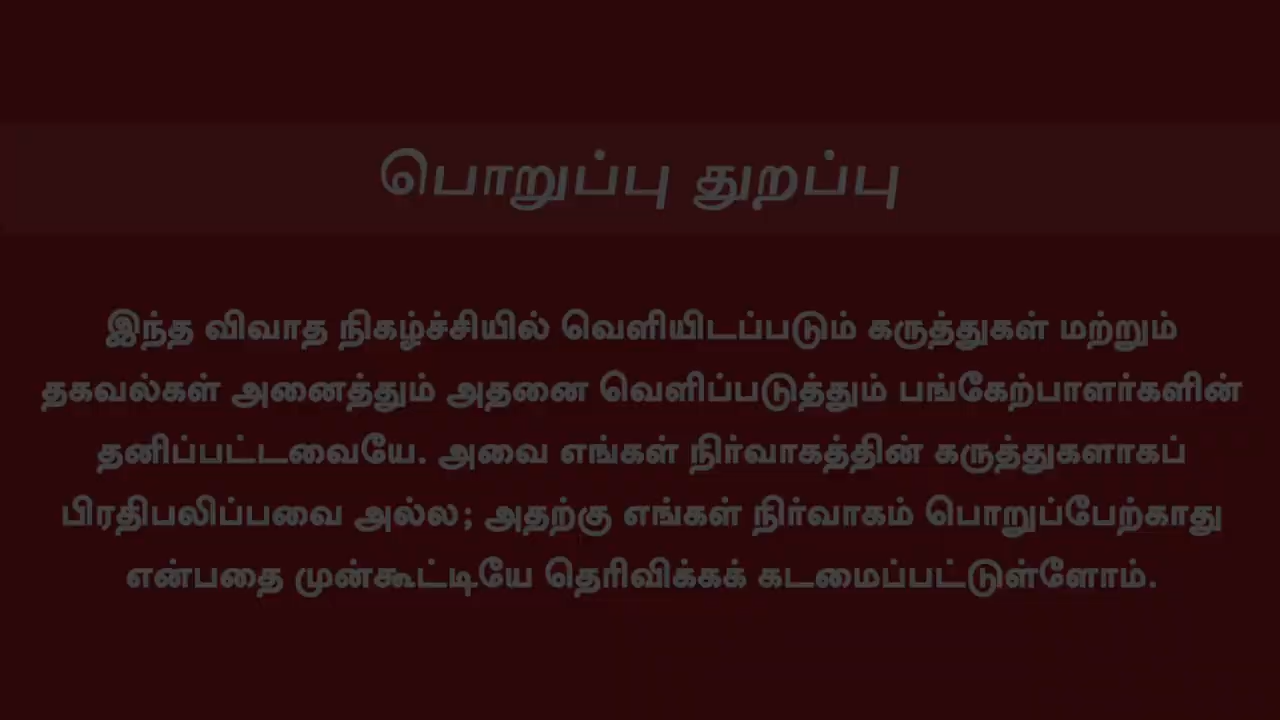 பொறுப்பு துறப்பு
இந்த விவாத நிகழ்ச்சியில் வெளியிடப்படும் கருத்துகள் மற்றும்
தகவல்கள் அனைத்தும் அதனை வெளிப்படுத்தும் பங்கேற்பாளர்களின்
தனிப்பட்டவையே. அவை எங்கள் நிர்வாகத்தின் கருத்துகளாகப்
பிரதிபலிப்பவை அல்ல; அதற்கு எங்கள் நிர்வாகம் பொறுப்பேற்காது
என்பதை முன்கூட்டியே தெரிவிக்கக் கடமைப்பட்டுள்ளோம்.